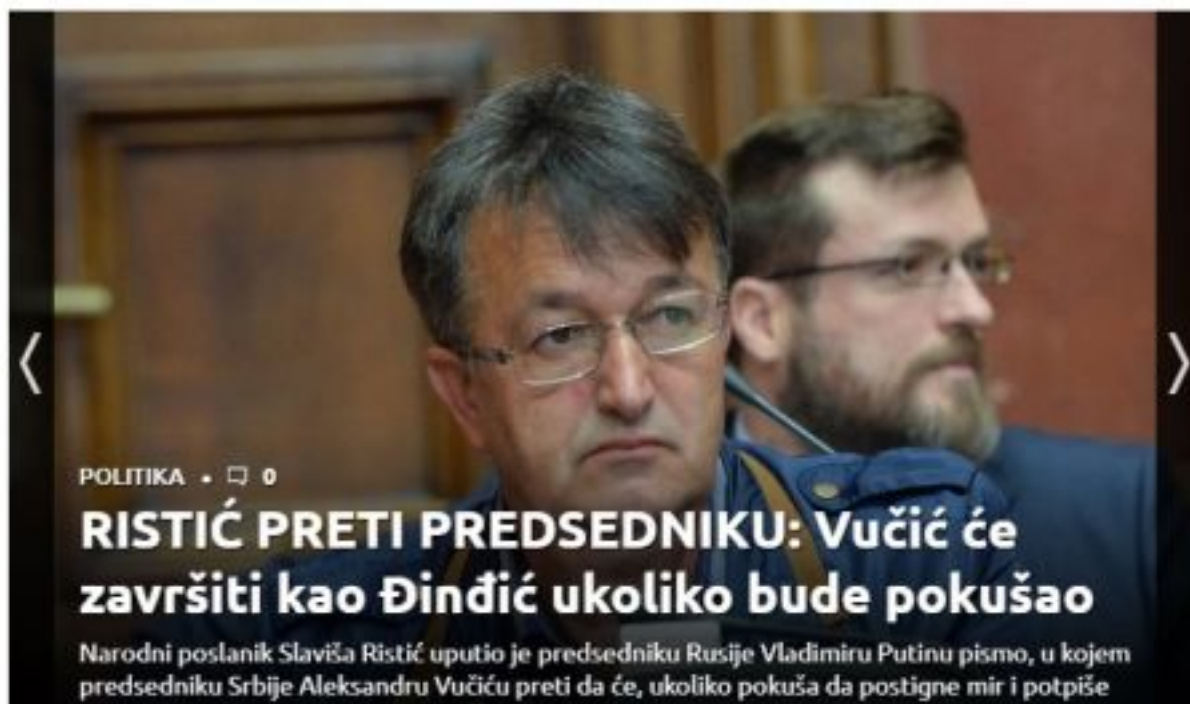 POLITIKA • 0
RISTIĆ PRETI PREDSEDNIKU: Vučić će
završiti kao Đinđić ukoliko bude pokušao
Narodni poslanik Slaviša Ristić uputio je predsedniku Rusije Vladimiru Putinu pismo, u kojem
predsedniku Srbije Aleksandru Vučiću preti da će, ukoliko pokuša da postigne mir i potpiše